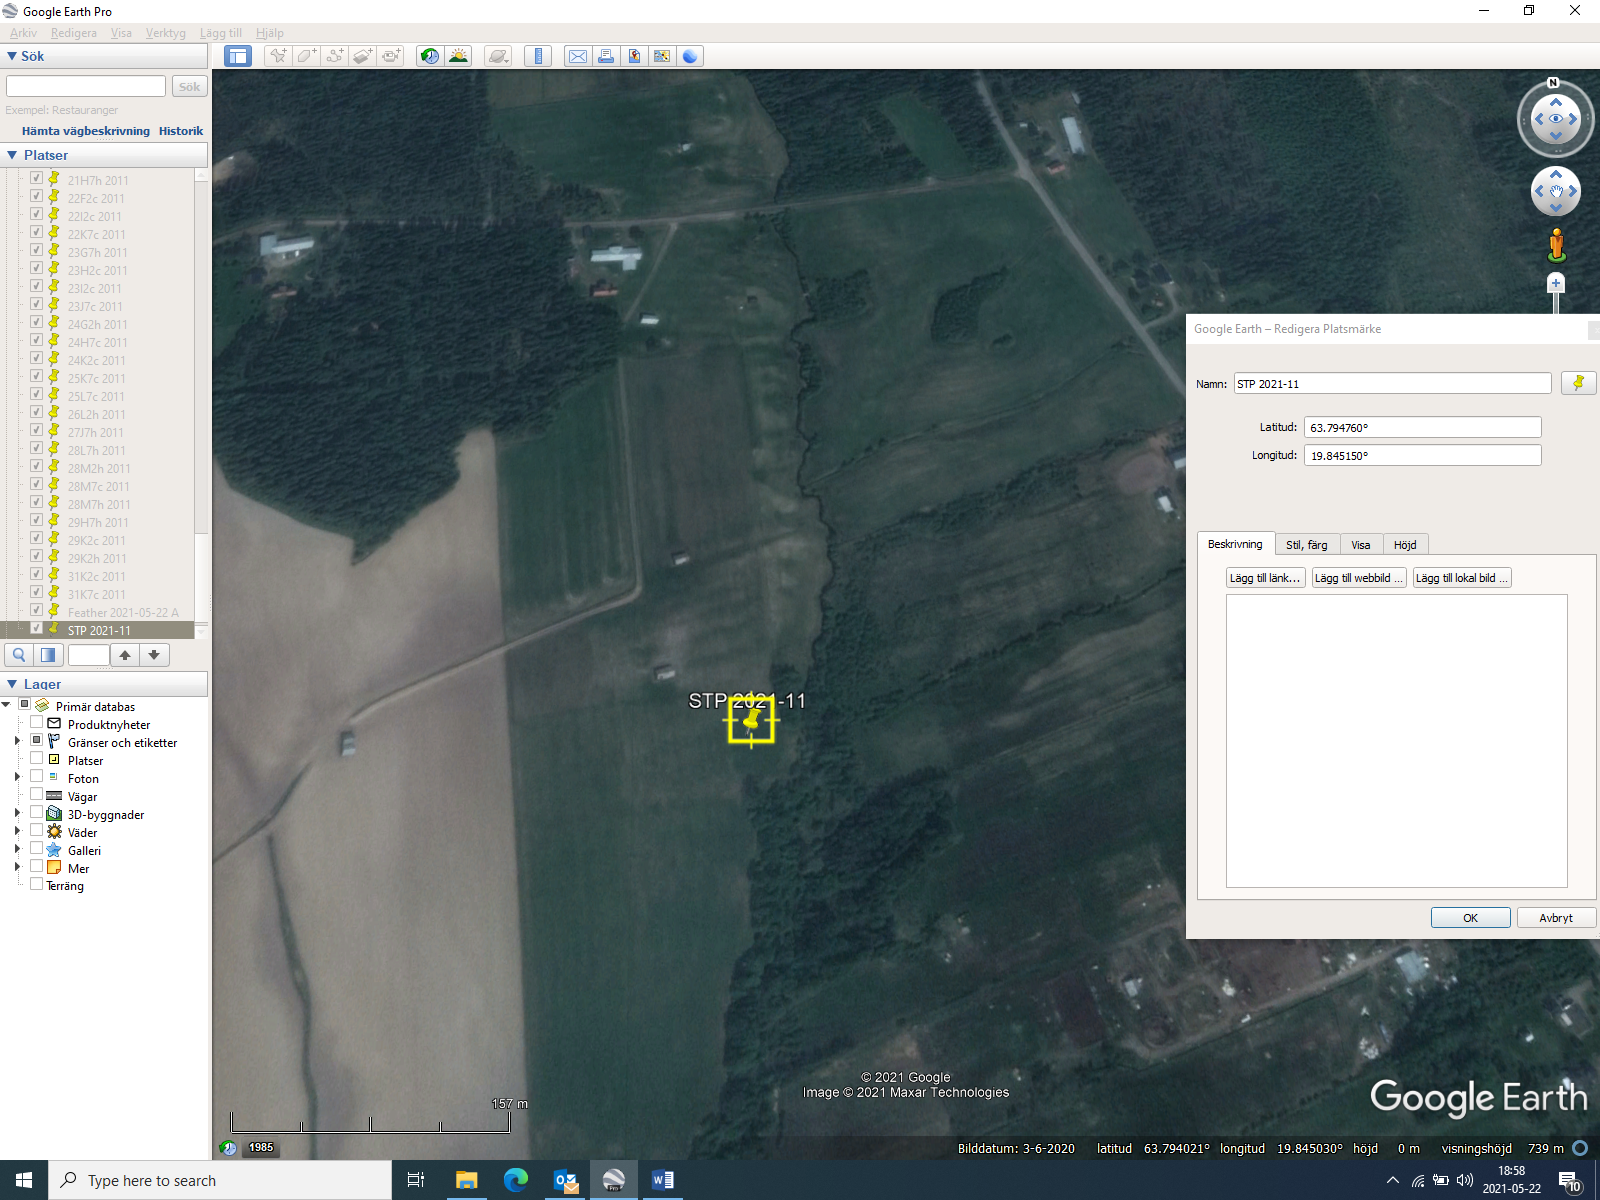 Google Earth Pro
Arkiv Redigera Visa Verktyg Lägg till Hjälp
Sök
Sök
Exempel: Restauranger
Hämta vägbeskrivning Historik
Platser
21H7h 2011
22F2c 2011
22I2c 2011
22K7c 2011
23G7h 2011
23H2c 2011
23I2c 2011
23J7c 2011
24G2h 2011
24H7c 2011
24K2c 2011
25K7c 2011
25L7c 2011
26L2h 2011
27J7h 2011
28L7h 2011
28M2h 2011
28M7c 2011
28M7h 2011
29H7h 2011
29K2c 2011
29K2h 2011
31K2c 2011
31K7c 2011
Feather 2021-05-22 A
STP 2021-11
Lager
Primär databas
Produktnyheter
Gränser och etiketter
Platser
Foton
Vägar
3D-byggnader
Väder
Galleri
Mer
Terräng
N
STP 2021-11
Google Earth – Redigera Platsmärke
Namn: STP 2021-11
Latitud: 63.794760°
Longitud: 19.845150°
Beskrivning Stil, färg Visa Höjd
Lägg till länk... Lägg till webbild ... Lägg till lokal bild ...
OK Avbryt
© 2021 Google
Image © 2021 Maxar Technologies
Google Earth
157 m
1985
Bilddatum: 3-6-2020 latitud 63.794021° longitud 19.845030° höjd 0 m visningshöjd 739 m
Type here to search
18:58
2021-05-22
10